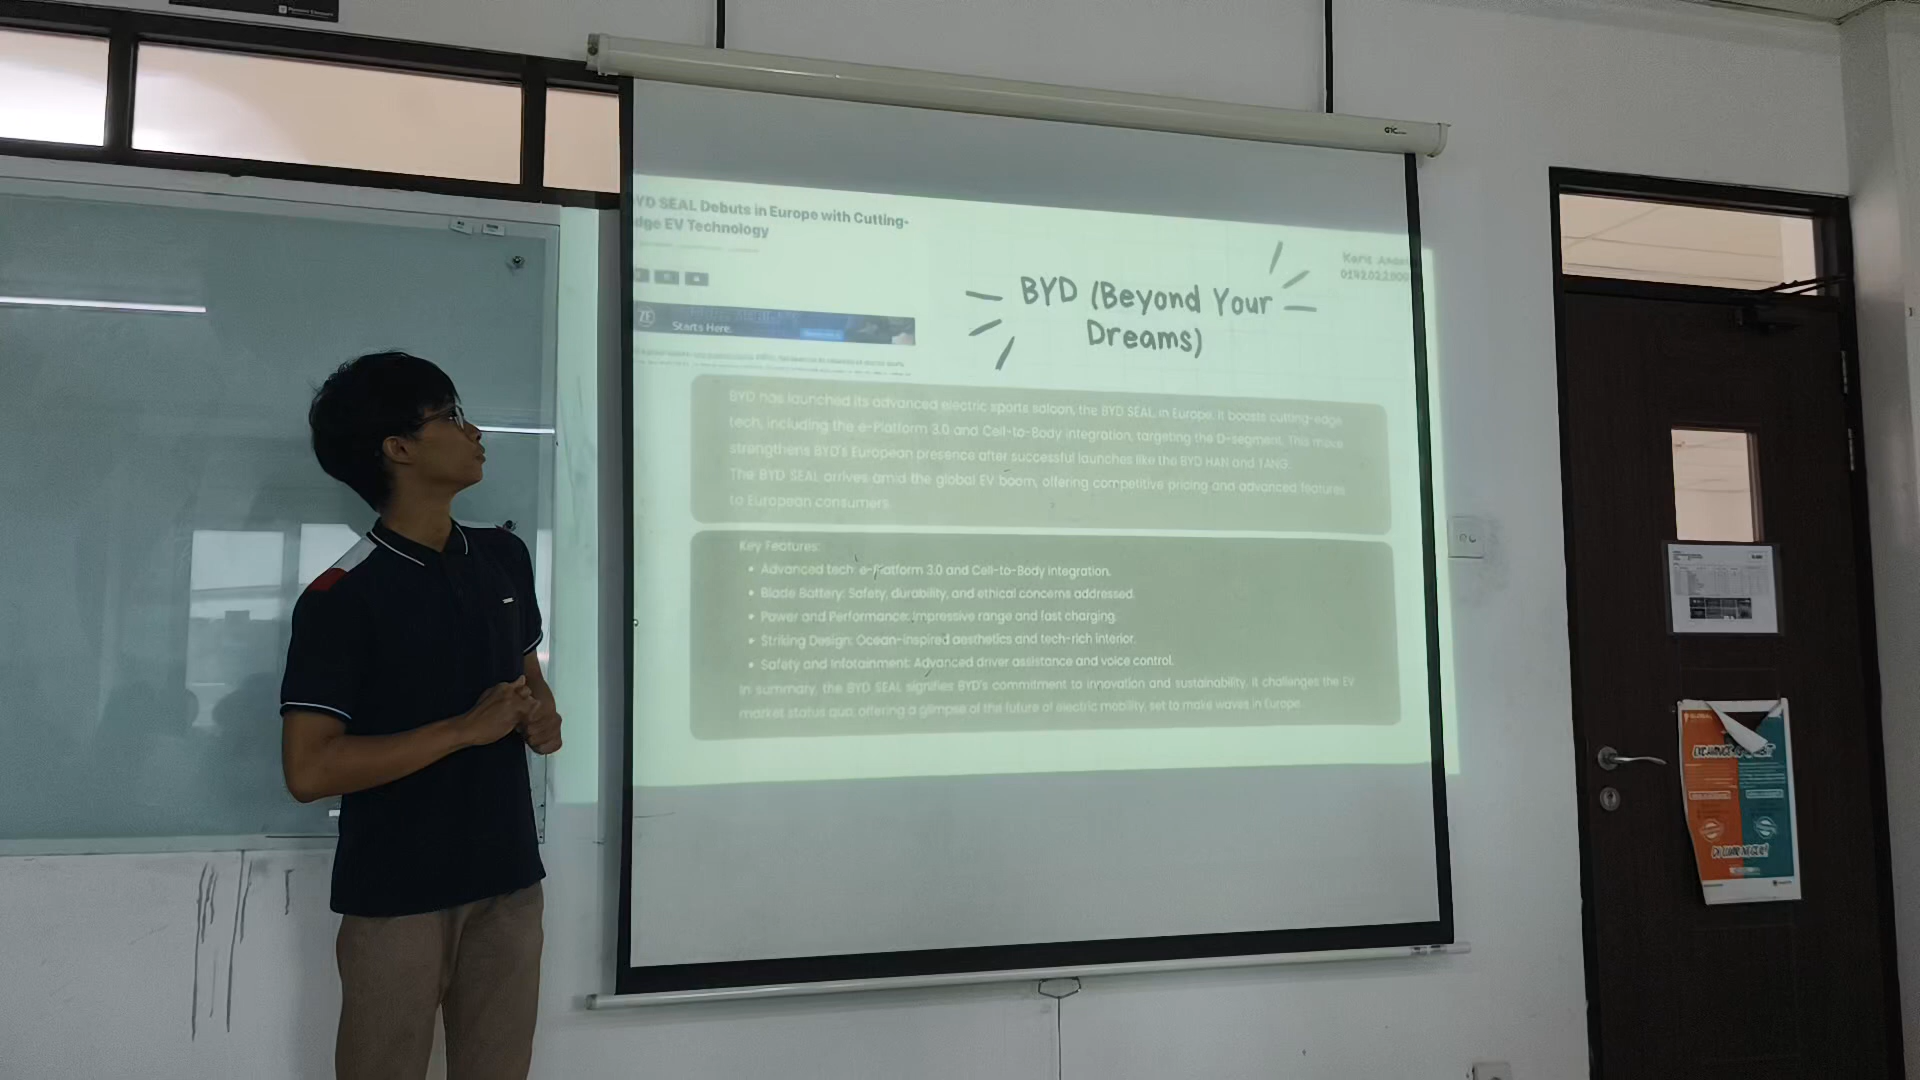 YD SEAL Debuts in Europe with Cutting-
dge EV Technology
Starts Here.
BYD (Beyond Your
Dreams)
BYD has launched its advanced electric sports saloon, the BYD SEAL, in Europe. It boasts cutting-edge
tech, including the e-Platform 3.0 and Cell-to-Body integration, targeting the D-segment. This move
strengthens BYD's European presence after successful launches like the BYD HAN and TANG.
The BYD SEAL arrives amid the global EV boom, offering competitive pricing and advanced features
to European consumers.
Key Features:
• Advanced tech: e-Platform 3.0 and Cell-to-Body integration.
• Blade Battery: Safety, durability, and ethical concerns addressed.
• Power and Performance: Impressive range and fast charging.
• Striking Design: Ocean-inspired aesthetics and tech-rich interior.
• Safety and Infotainment: Advanced driver assistance and voice control.
In summary, the BYD SEAL signifies BYD's commitment to innovation and sustainability. It challenges the EV
market status quo, offering a glimpse of the future of electric mobility, set to make waves in Europe.
GLOBAL